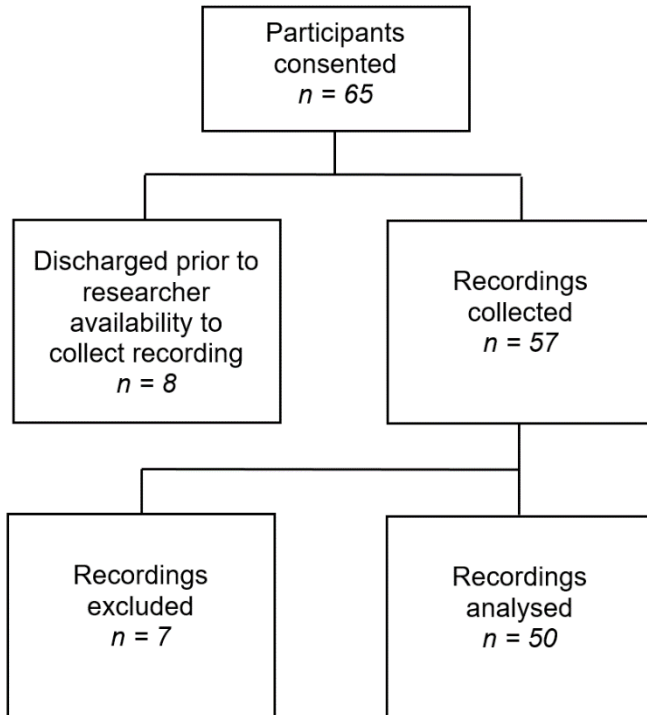 Participants
consented
n = 65
Discharged prior to
researcher
availability to
collect recording
n = 8
Recordings
collected
n = 57
Recordings
excluded
n = 7
Recordings
analysed
n = 50